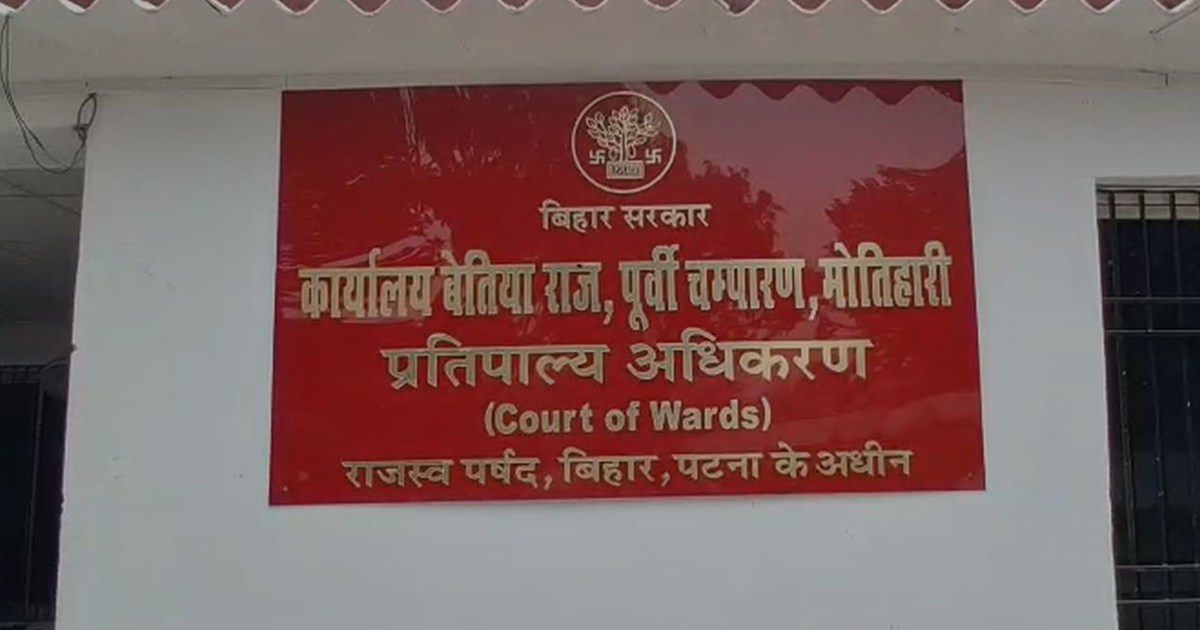 बिहार सरकार
कार्यालय बेतिया राज, पूर्वी चम्पारण, मोतिहारी
प्रतिपाल्य अधिकरण
(Court of Wards)
राजस्व पर्षद, बिहार, पटना के अधीन